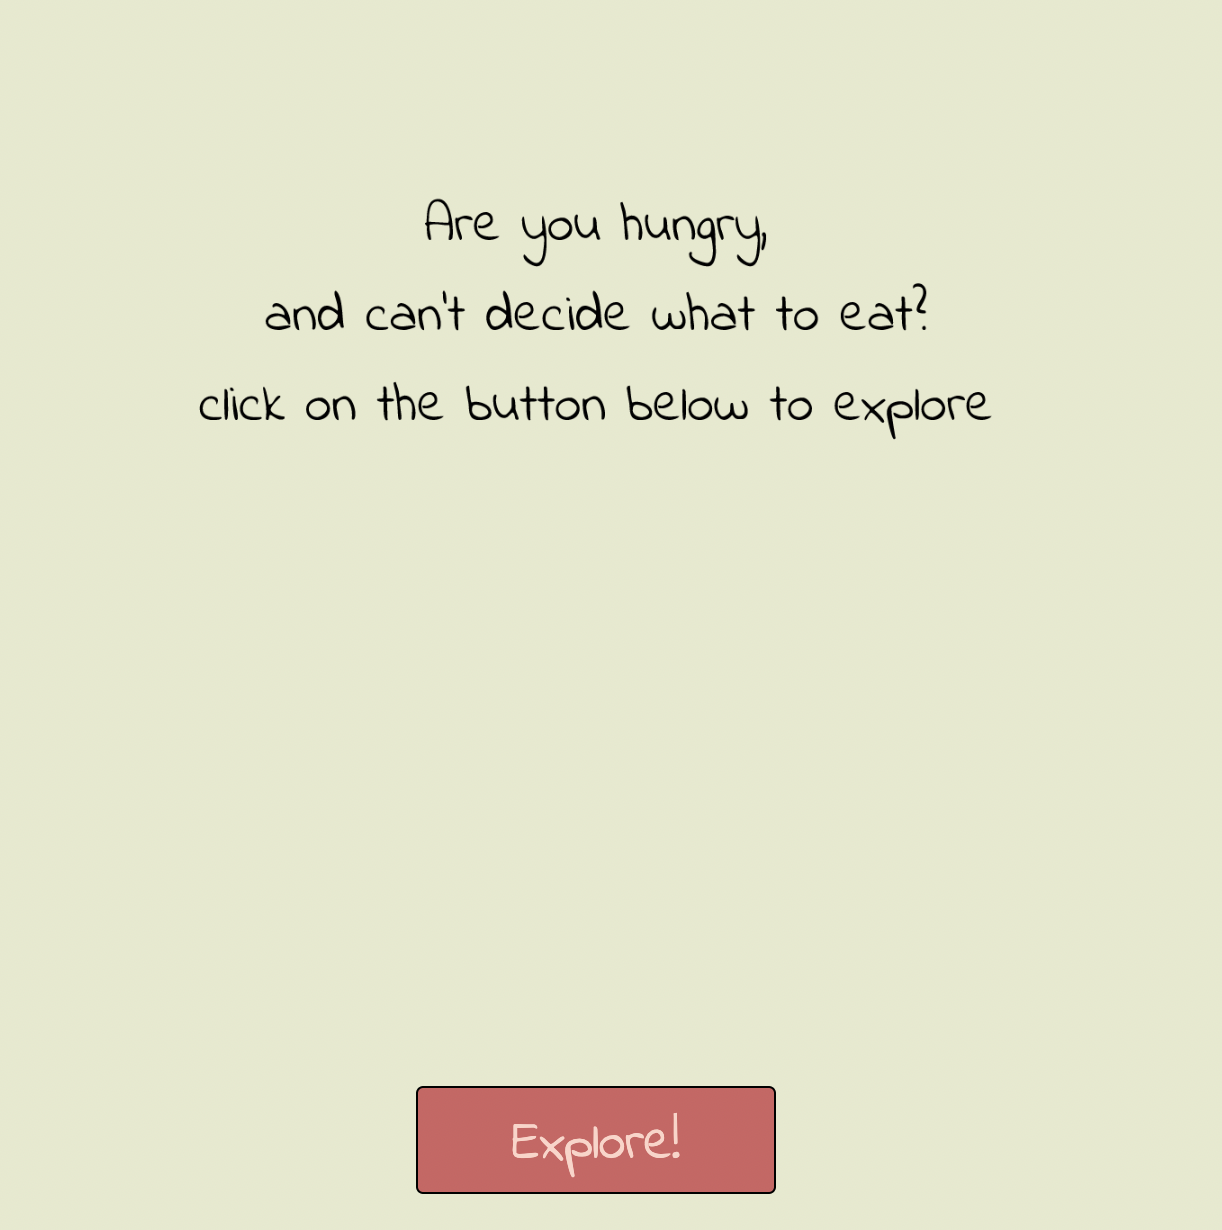 Are you hungry,
and can't decide what to eat?
click on the button below to explore
Explore!